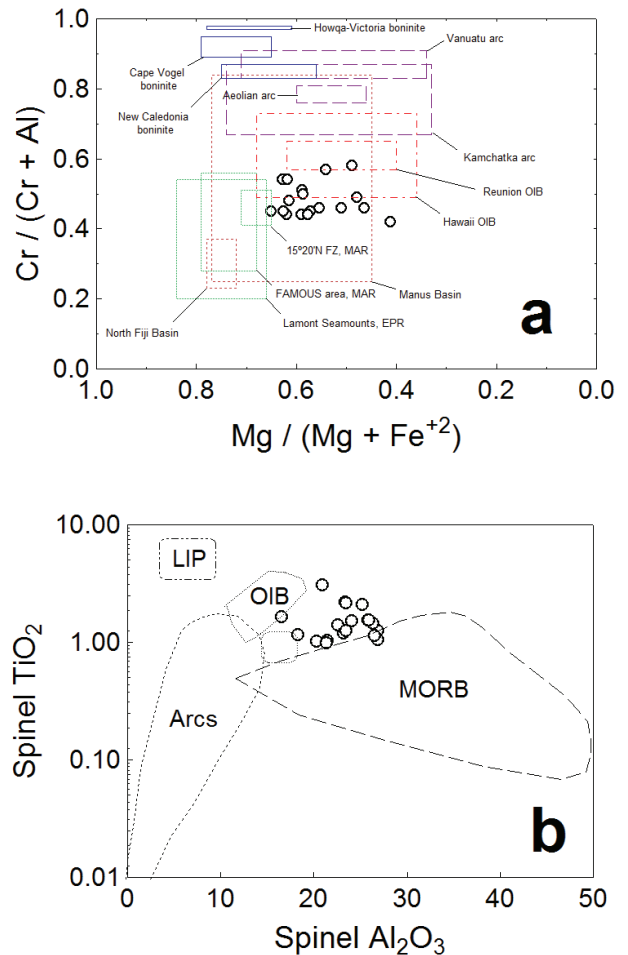 1.0
Howqa-Victoria boninite
Vanuatu arc
Cape Vogel
boninite
0.8
New Caledonia
boninite
Aeolian arc
Kamchatka arc
Cr / (Cr + Al)
0.6
Reunion OIB
Hawaii OIB
0.4
15º20'N FZ, MAR
FAMOUS area, MAR
Manus Basin
0.2
North Fiji Basin
Lamont Seamounts, EPR
a
0.0
1.0 0.8 0.6 0.4 0.2 0.0
Mg / (Mg + Fe⁺²)
10.00
LIP
OIB
Spinel TiO₂
1.00
MORB
Arcs
0.10
b
0.01
0 10 20 30 40 50
Spinel Al₂O₃